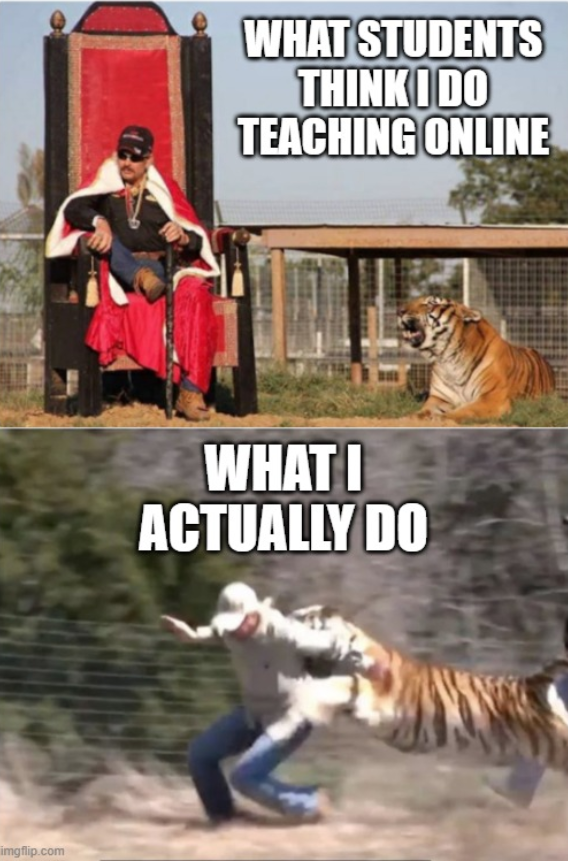 WHAT STUDENTS
THINK I DO
TEACHING ONLINE
WHAT I
ACTUALLY DO
imgflip.com